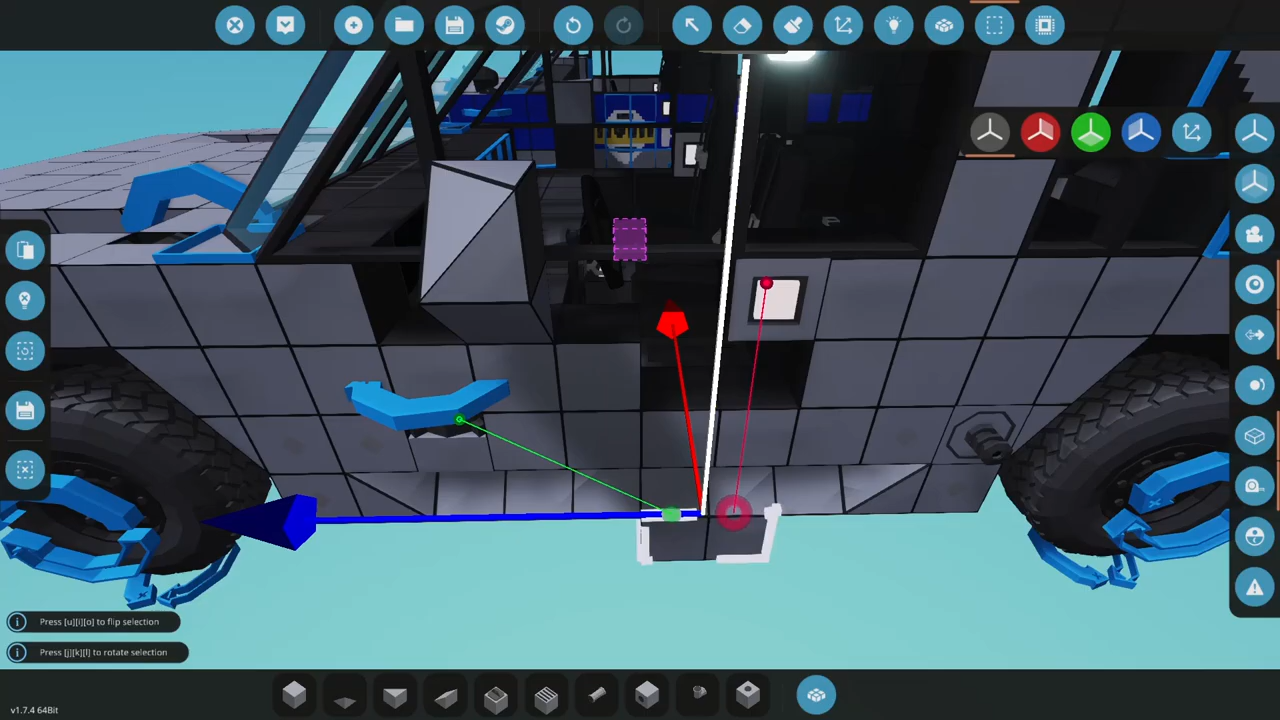 Press [u][i][o] to flip selection
Press [j][k][l] to rotate selection
v1.7.4 64Bit